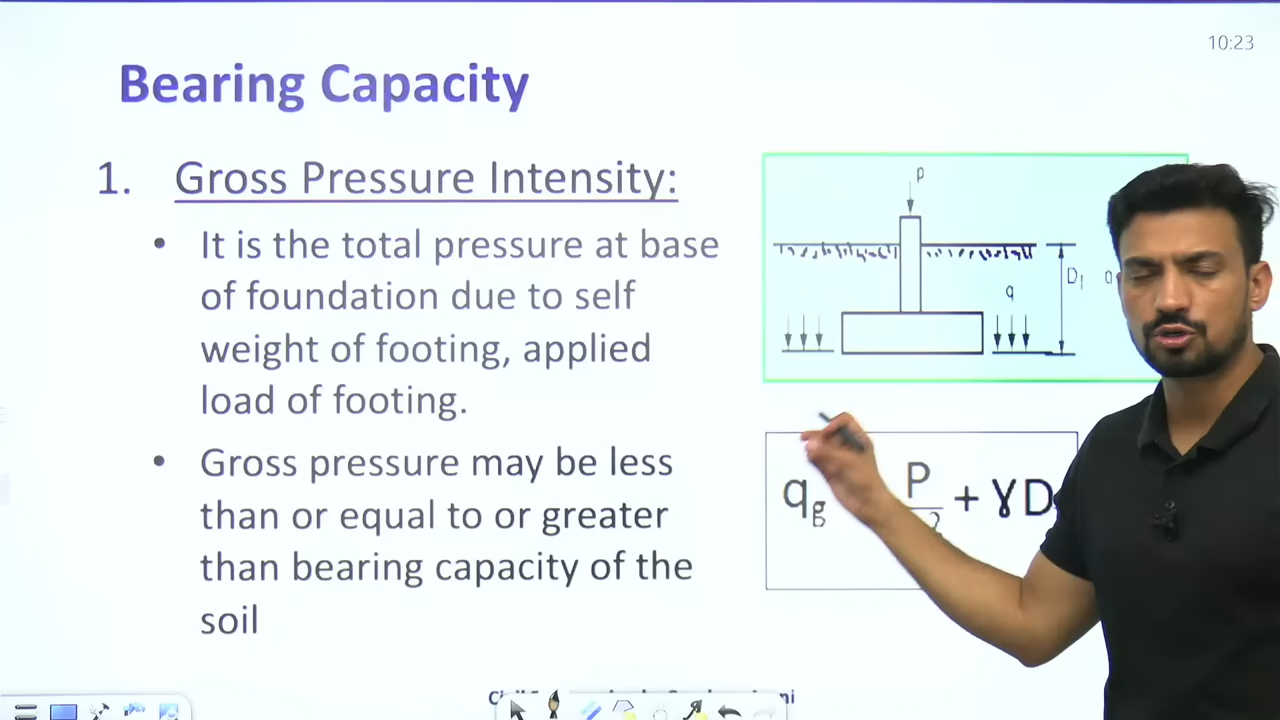 10:23
Bearing Capacity
1. Gross Pressure Intensity:
• It is the total pressure at base
of foundation due to self
weight of footing, applied
load of footing.
• Gross pressure may be less
than or equal to or greater
than bearing capacity of the
soil
P
q
D
q_g P + γD